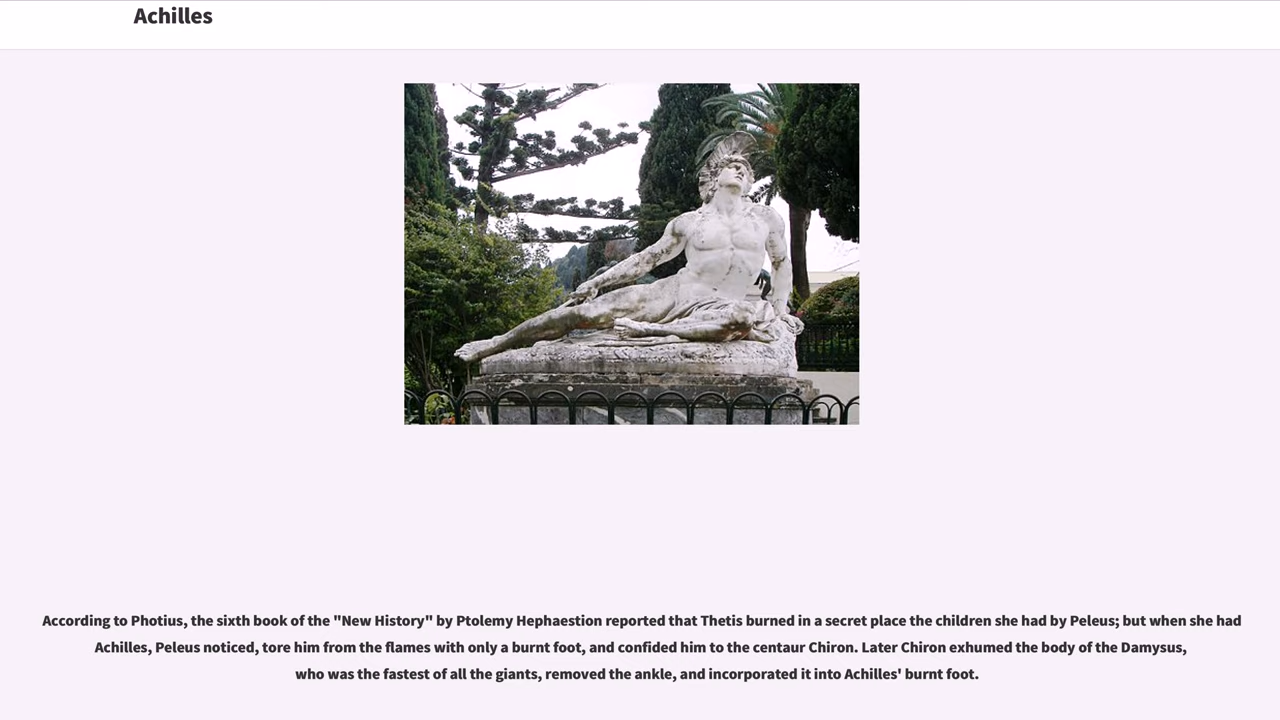 Achilles
According to Photius, the sixth book of the "New History" by Ptolemy Hephaestion reported that Thetis burned in a secret place the children she had by Peleus; but when she had
Achilles, Peleus noticed, tore him from the flames with only a burnt foot, and confided him to the centaur Chiron. Later Chiron exhumed the body of the Damysus,
who was the fastest of all the giants, removed the ankle, and incorporated it into Achilles' burnt foot.